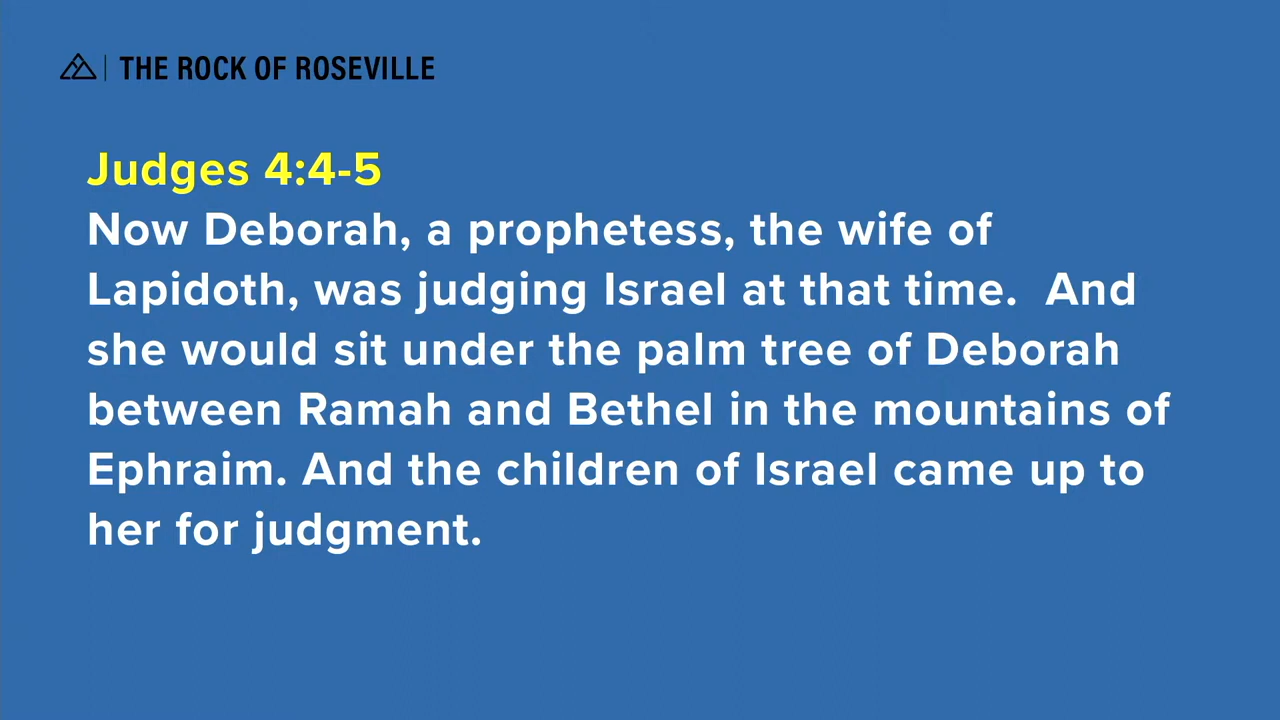 THE ROCK OF ROSEVILLE
Judges 4:4-5
Now Deborah, a prophetess, the wife of
Lapidoth, was judging Israel at that time.  And
she would sit under the palm tree of Deborah
between Ramah and Bethel in the mountains of
Ephraim. And the children of Israel came up to
her for judgment.